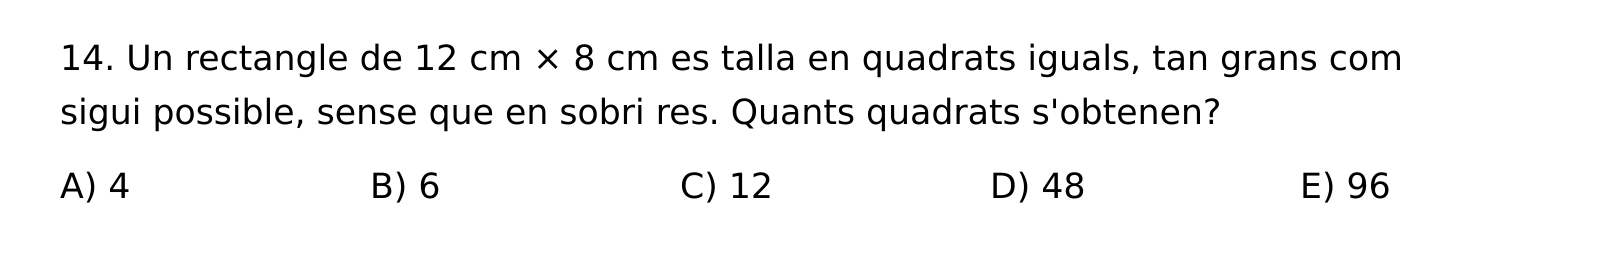 14. Un rectangle de 12 cm × 8 cm es talla en quadrats iguals, tan grans com
sigui possible, sense que en sobri res. Quants quadrats s'obtenen?
A) 4 B) 6 C) 12 D) 48 E) 96